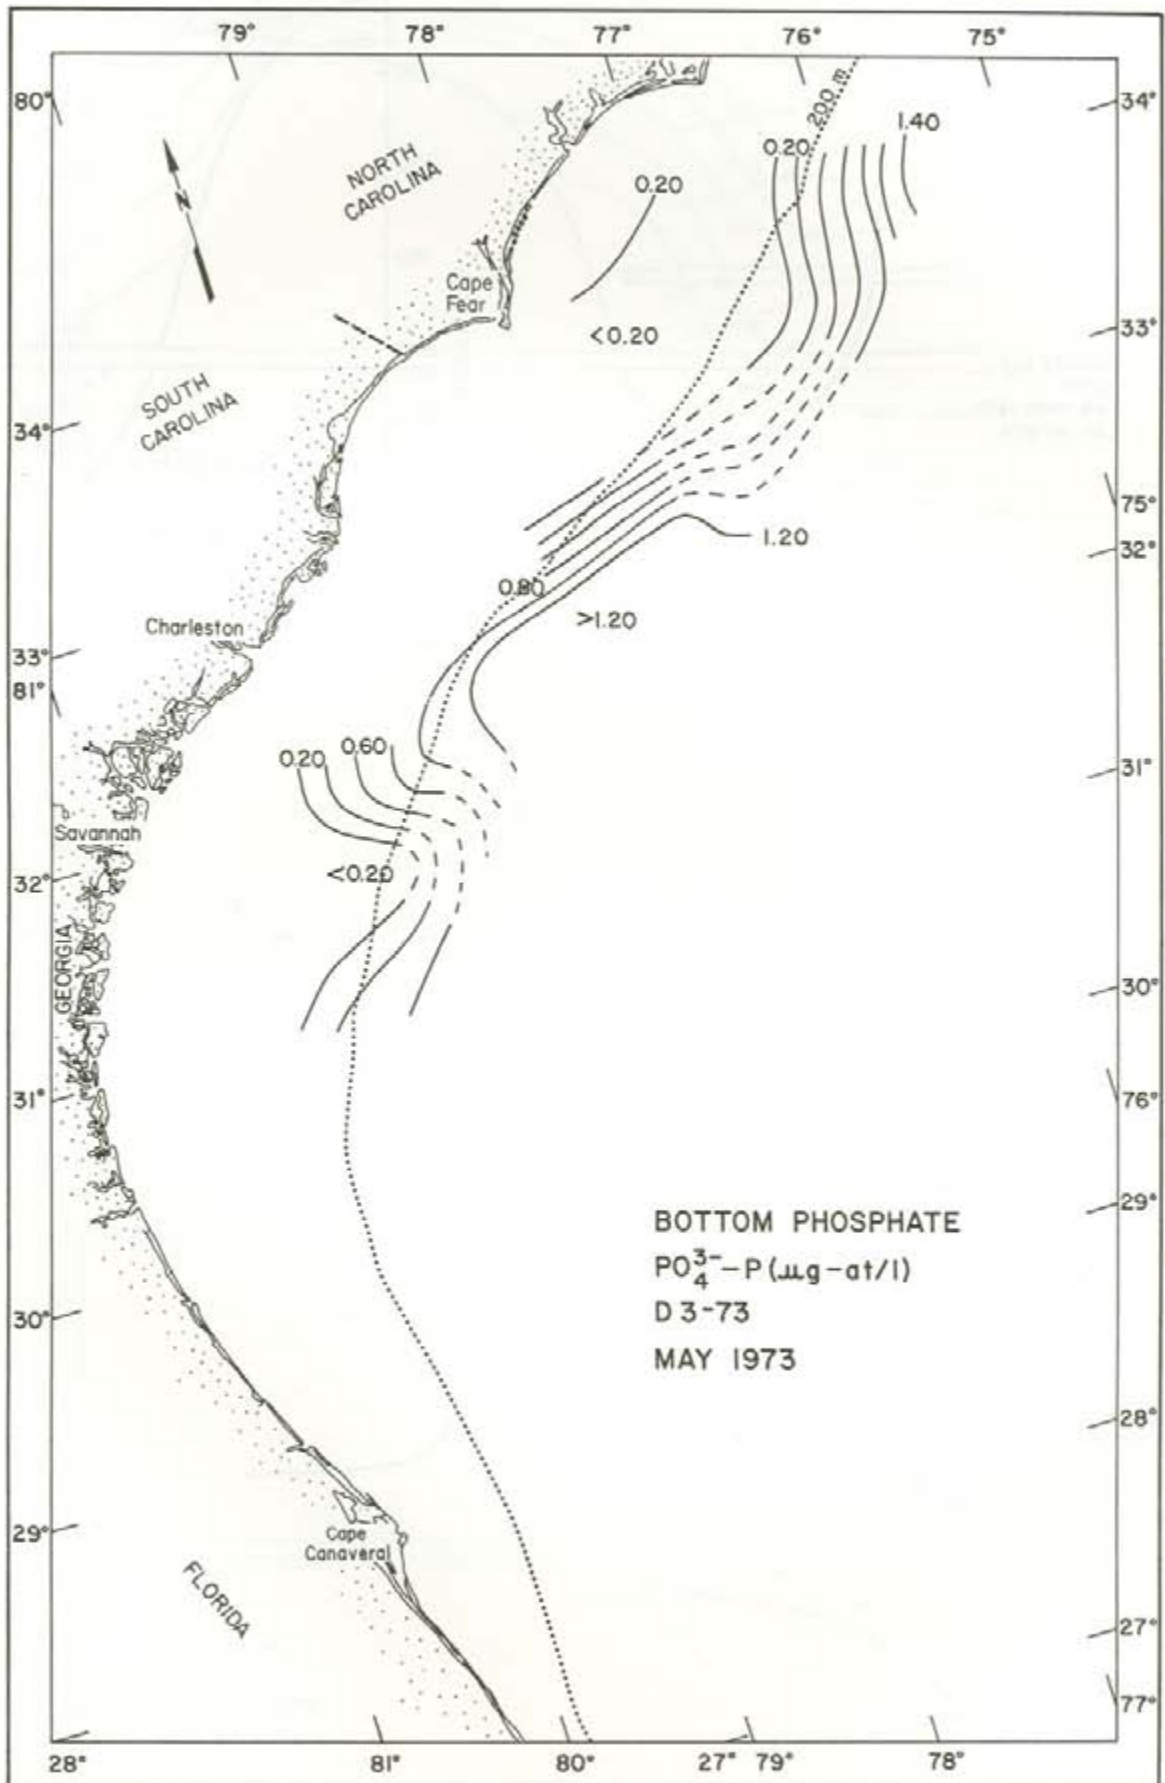 79° 78° 77° 76° 75°
80° 34°
200 m
1.40
0.20
0.20
NORTH
CAROLINA
N
Cape
Fear
<0.20
33°
SOUTH
CAROLINA
34°
75°
1.20
32°
0.80
>1.20
Charleston
33°
81°
0.60
0.20
31°
Savannah
<0.20
32°
GEORGIA
30°
31°
76°
29°
BOTTOM PHOSPHATE
PO₄³⁻-P (µg-at/l)
D 3-73
MAY 1973
30°
28°
29°
Cape
Canaveral
FLORIDA
27°
77°
28° 81° 80° 27° 79° 78°